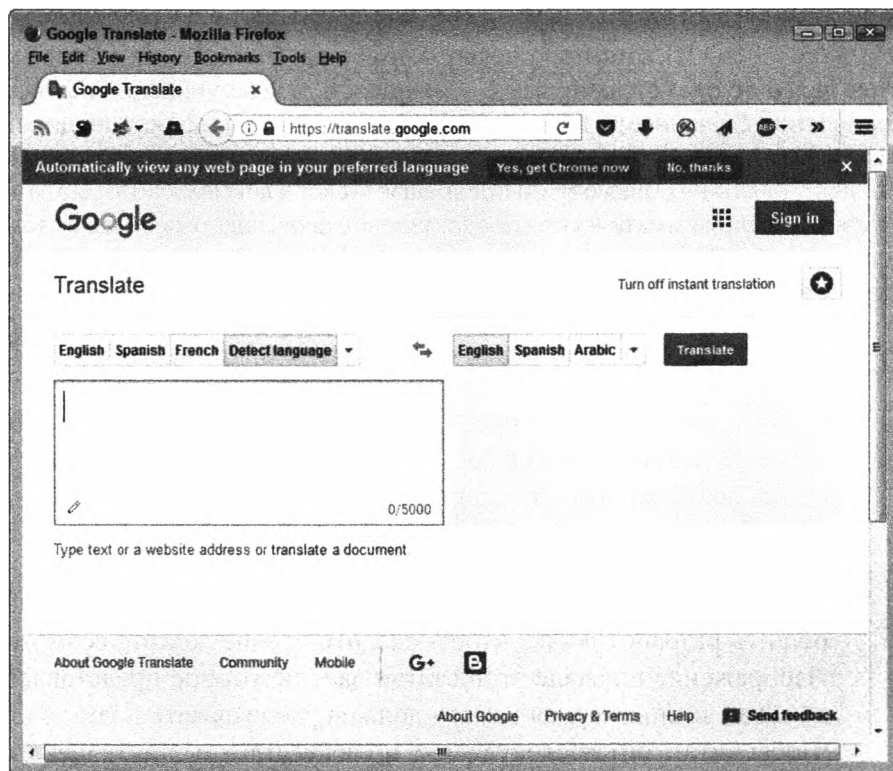 Google Translate - Mozilla Firefox
File Edit View History Bookmarks Tools Help
Google Translate
https://translate.google.com
ABP
Automatically view any web page in your preferred language Yes, get Chrome now No, thanks
Google Sign in
Translate Turn off instant translation
English Spanish French Detect language English Spanish Arabic Translate
0/5000
Type text or a website address or translate a document
About Google Translate Community Mobile G+ B
About Google Privacy & Terms Help Send feedback